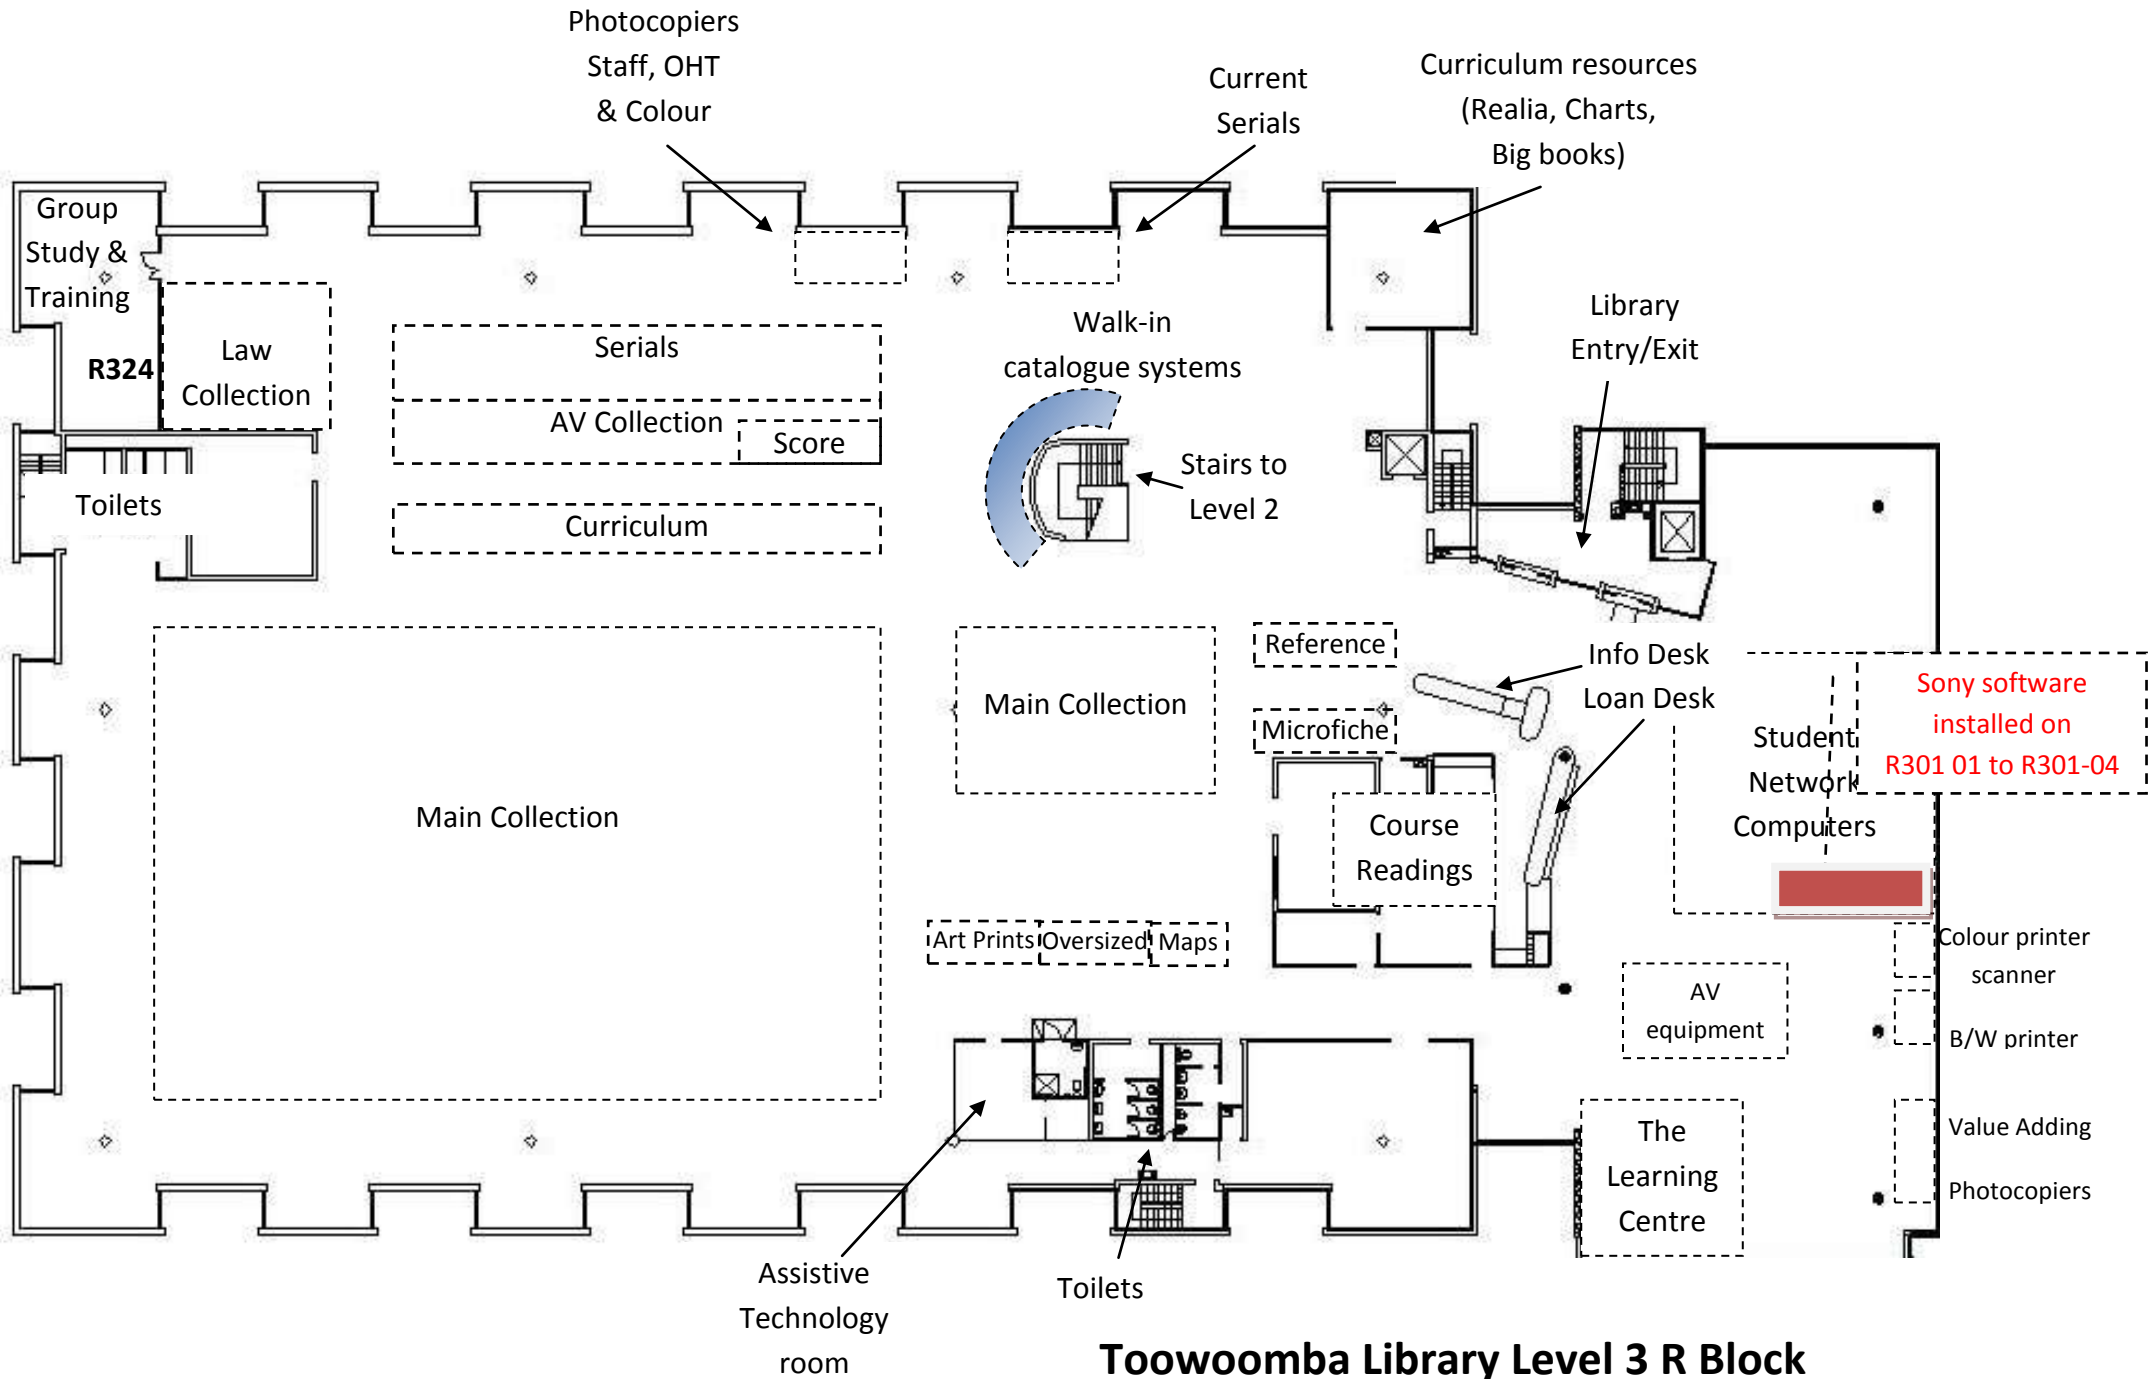 Photocopiers
Staff, OHT
& Colour
Current
Serials
Curriculum resources
(Realia, Charts,
Big books)
Group
Study &
Training
R324
Law
Collection
Serials
AV Collection
Score
Curriculum
Walk-in
catalogue systems
Stairs to
Level 2
Library
Entry/Exit
Toilets
Main Collection
Main Collection
Reference
Microfiche
Info Desk
Loan Desk
Course
Readings
Student
Network
Computers
Sony software
installed on
R301 01 to R301-04
Art Prints
Oversized
Maps
AV
equipment
Colour printer
scanner
B/W printer
Value Adding
Photocopiers
The
Learning
Centre
Assistive
Technology
room
Toilets
Toowoomba Library Level 3 R Block